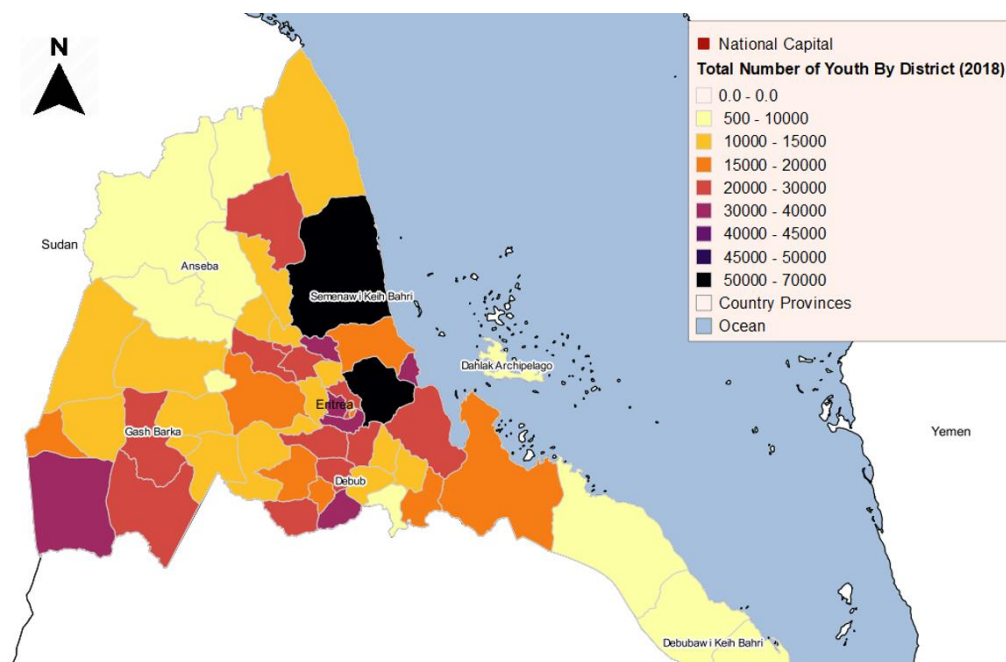 N
National Capital
Total Number of Youth By District (2018)
0.0 - 0.0
500 - 10000
10000 - 15000
15000 - 20000
20000 - 30000
30000 - 40000
40000 - 45000
45000 - 50000
50000 - 70000
Country Provinces
Ocean
Sudan
Anseba
Semenawi Keih Bahri
Dahlak Archipelago
Eritrea
Gash Barka
Yemen
Debub
Debubawi Keih Bahri